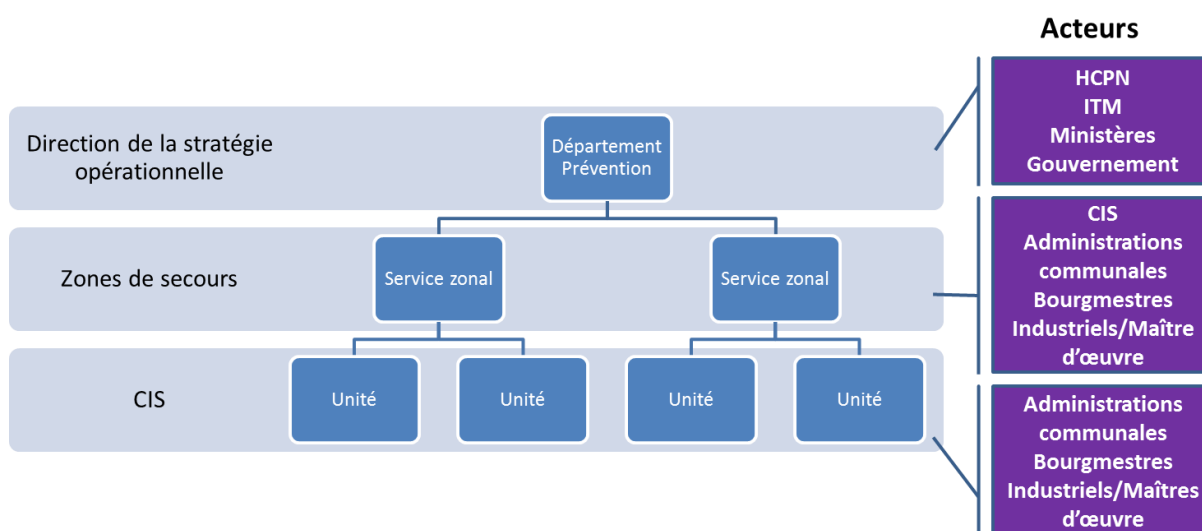 Acteurs
Direction de la stratégie
opérationnelle
Département
Prévention
HCPN
ITM
Ministères
Gouvernement
Zones de secours
Service zonal
Service zonal
CIS
Administrations
communales
Bourgmestres
Industriels/Maître
d’œuvre
CIS
Unité
Unité
Unité
Unité
Administrations
communales
Bourgmestres
Industriels/Maîtres
d’œuvre